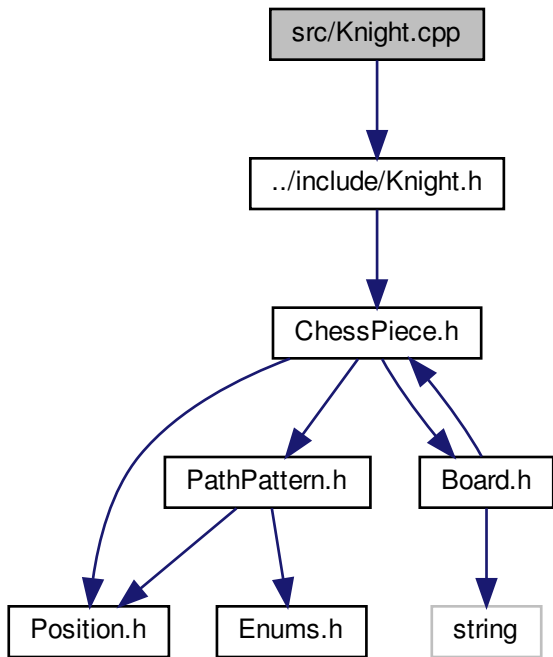 src/Knight.cpp
../include/Knight.h
ChessPiece.h
PathPattern.h
Board.h
Position.h
Enums.h
string